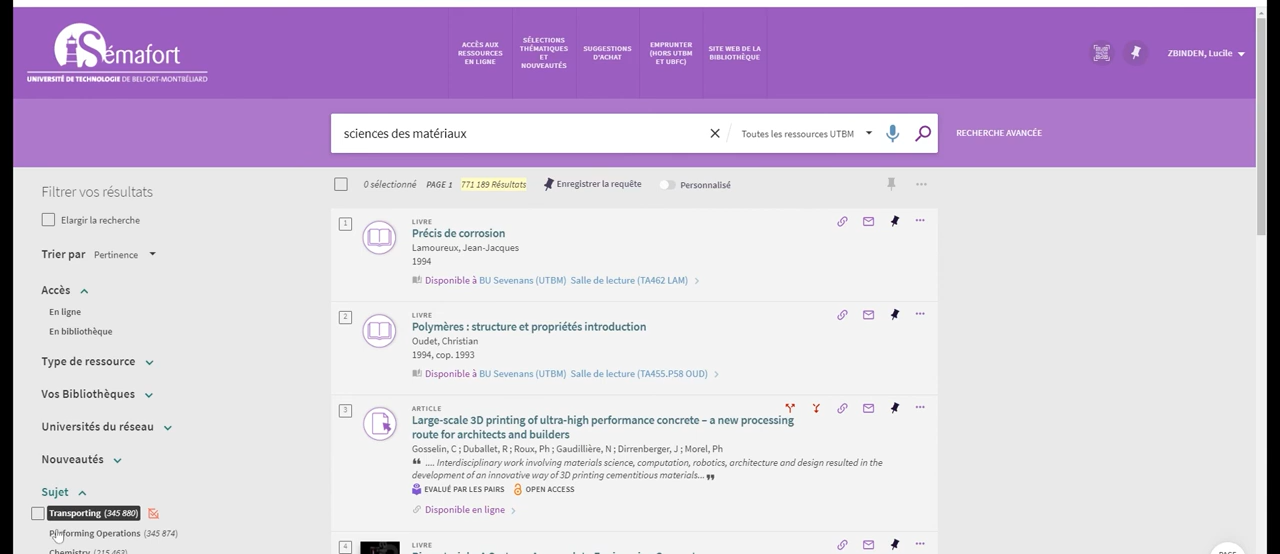 Sémafort
UNIVERSITÉ DE TECHNOLOGIE DE BELFORT-MONTBÉLIARD
ACCÈS AUX
RESSOURCES
EN LIGNE
SÉLECTIONS
THÉMATIQUES
ET
NOUVEAUTÉS
SUGGESTIONS
D'ACHAT
EMPRUNTER
(HORS UTBM
ET UBFC)
SITE WEB DE LA
BIBLIOTHÈQUE
ZBINDEN, Lucile
sciences des matériaux
Toutes les ressources UTBM
RECHERCHE AVANCÉE
Filtrer vos résultats
Elargir la recherche
Trier par Pertinence
Accès
En ligne
En bibliothèque
Type de ressource
Vos Bibliothèques
Universités du réseau
Nouveautés
Sujet
Transporting (345 880)
Performing Operations (345 874)
Chemistry (215 463)
0 sélectionné PAGE 1 771 189 Résultats Enregistrer la requête Personnalisé
1
LIVRE
Précis de corrosion
Lamoureux, Jean-Jacques
1994
Disponible à BU Sevenans (UTBM) Salle de lecture (TA462 LAM)
2
LIVRE
Polymères : structure et propriétés introduction
Oudet, Christian
1994, cop. 1993
Disponible à BU Sevenans (UTBM) Salle de lecture (TA455.P58 OUD)
3
ARTICLE
Large-scale 3D printing of ultra-high performance concrete – a new processing
route for architects and builders
Gosselin, C ; Duballet, R ; Roux, Ph ; Gaudillière, N ; Dirrenberger, J ; Morel, Ph
.... Interdisciplinary work involving materials science, computation, robotics, architecture and design resulted in the
development of an innovative way of 3D printing cementitious materials...
EVALUÉ PAR LES PAIRS OPEN ACCESS
Disponible en ligne
4
LIVRE
PAGE